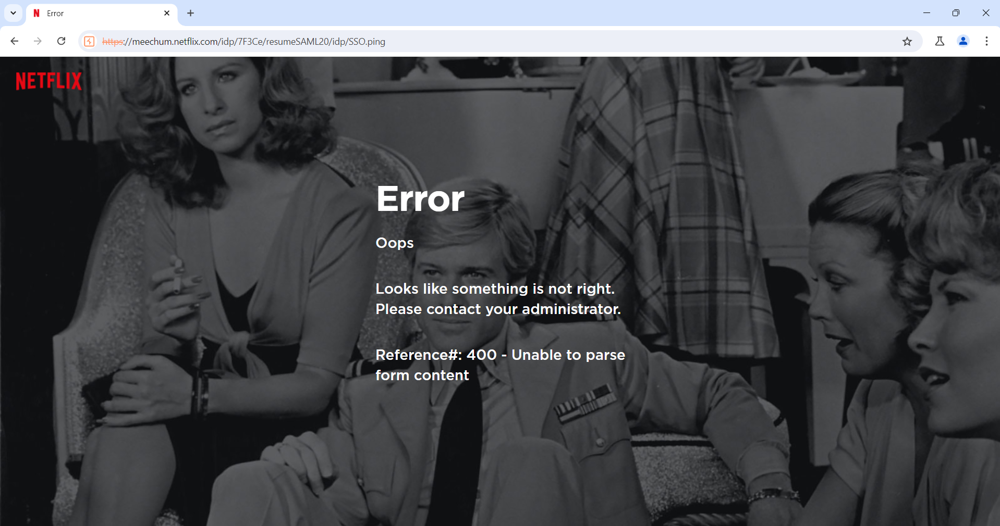 Error
https://meechum.netflix.com/idp/7F3Ce/resumeSAML20/idp/SSO.ping
NETFLIX
Error
Oops
Looks like something is not right.
Please contact your administrator.
Reference#: 400 - Unable to parse
form content